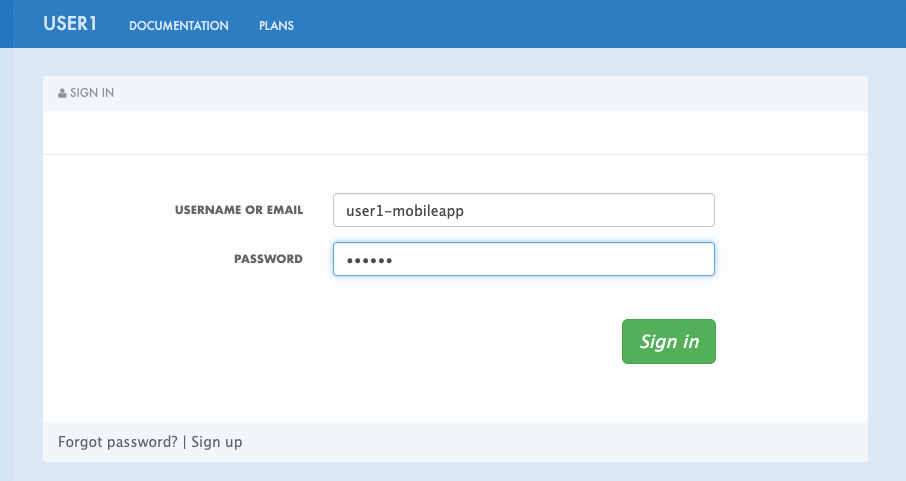 USER1 DOCUMENTATION PLANS
SIGN IN
USERNAME OR EMAIL user1-mobileapp
PASSWORD ••••••
Sign in
Forgot password? | Sign up